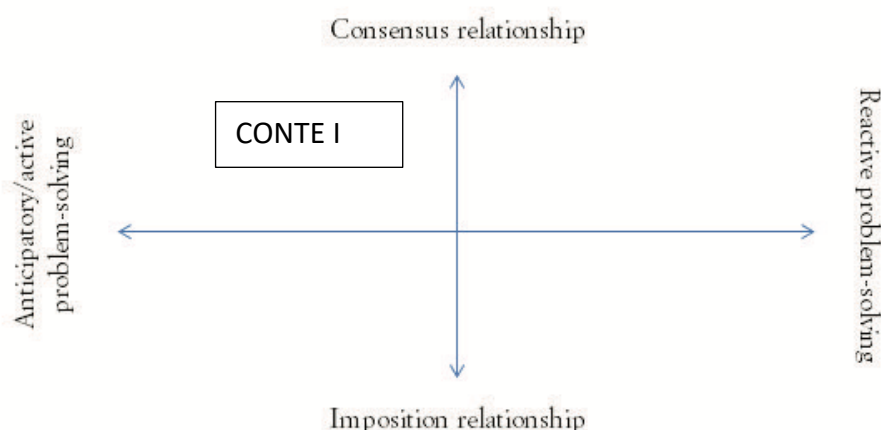 Consensus relationship
CONTE I
Anticipatory/active
problem-solving
Reactive problem-solving
Imposition relationship